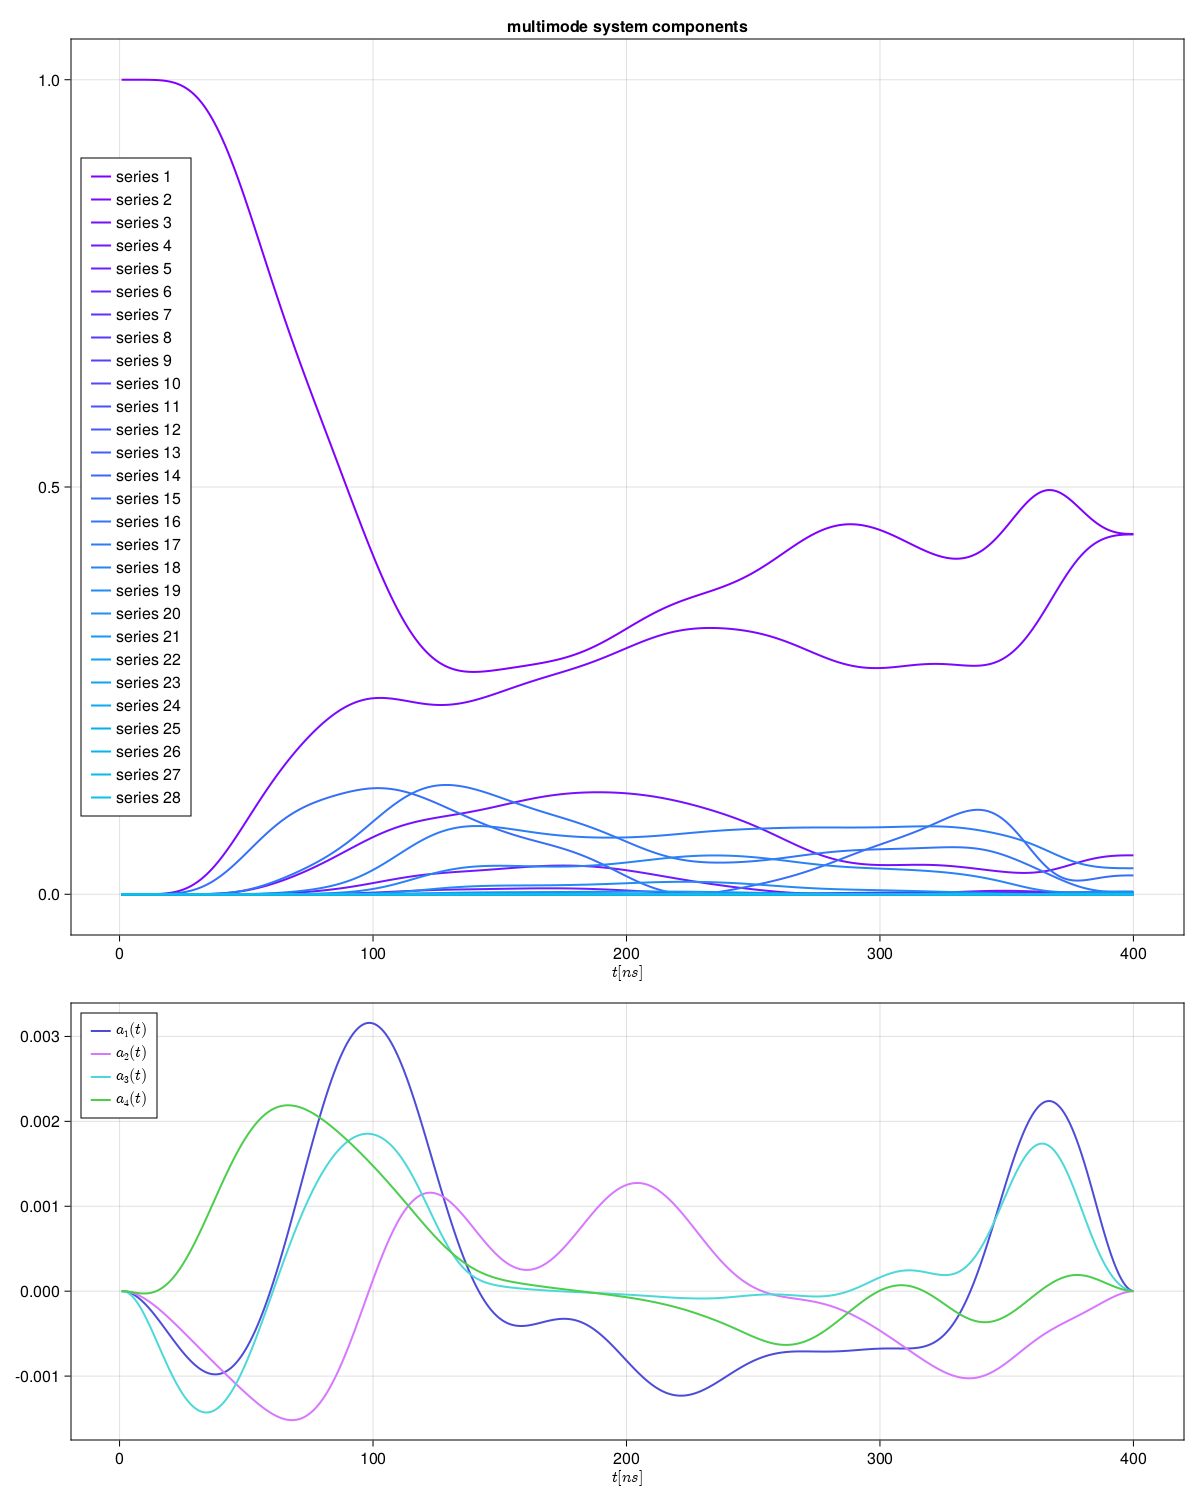 multimode system components
1.0
series 1
series 2
series 3
series 4
series 5
series 6
series 7
series 8
series 9
series 10
series 11
series 12
series 13
series 14
series 15
series 16
series 17
series 18
series 19
series 20
series 21
series 22
series 23
series 24
series 25
series 26
series 27
series 28
0.5
0.0
0 100 200 300 400
t[ns]
a₁(t)
a₂(t)
a₃(t)
a₄(t)
0.003
0.002
0.001
0.000
-0.001
0 100 200 300 400
t[ns]